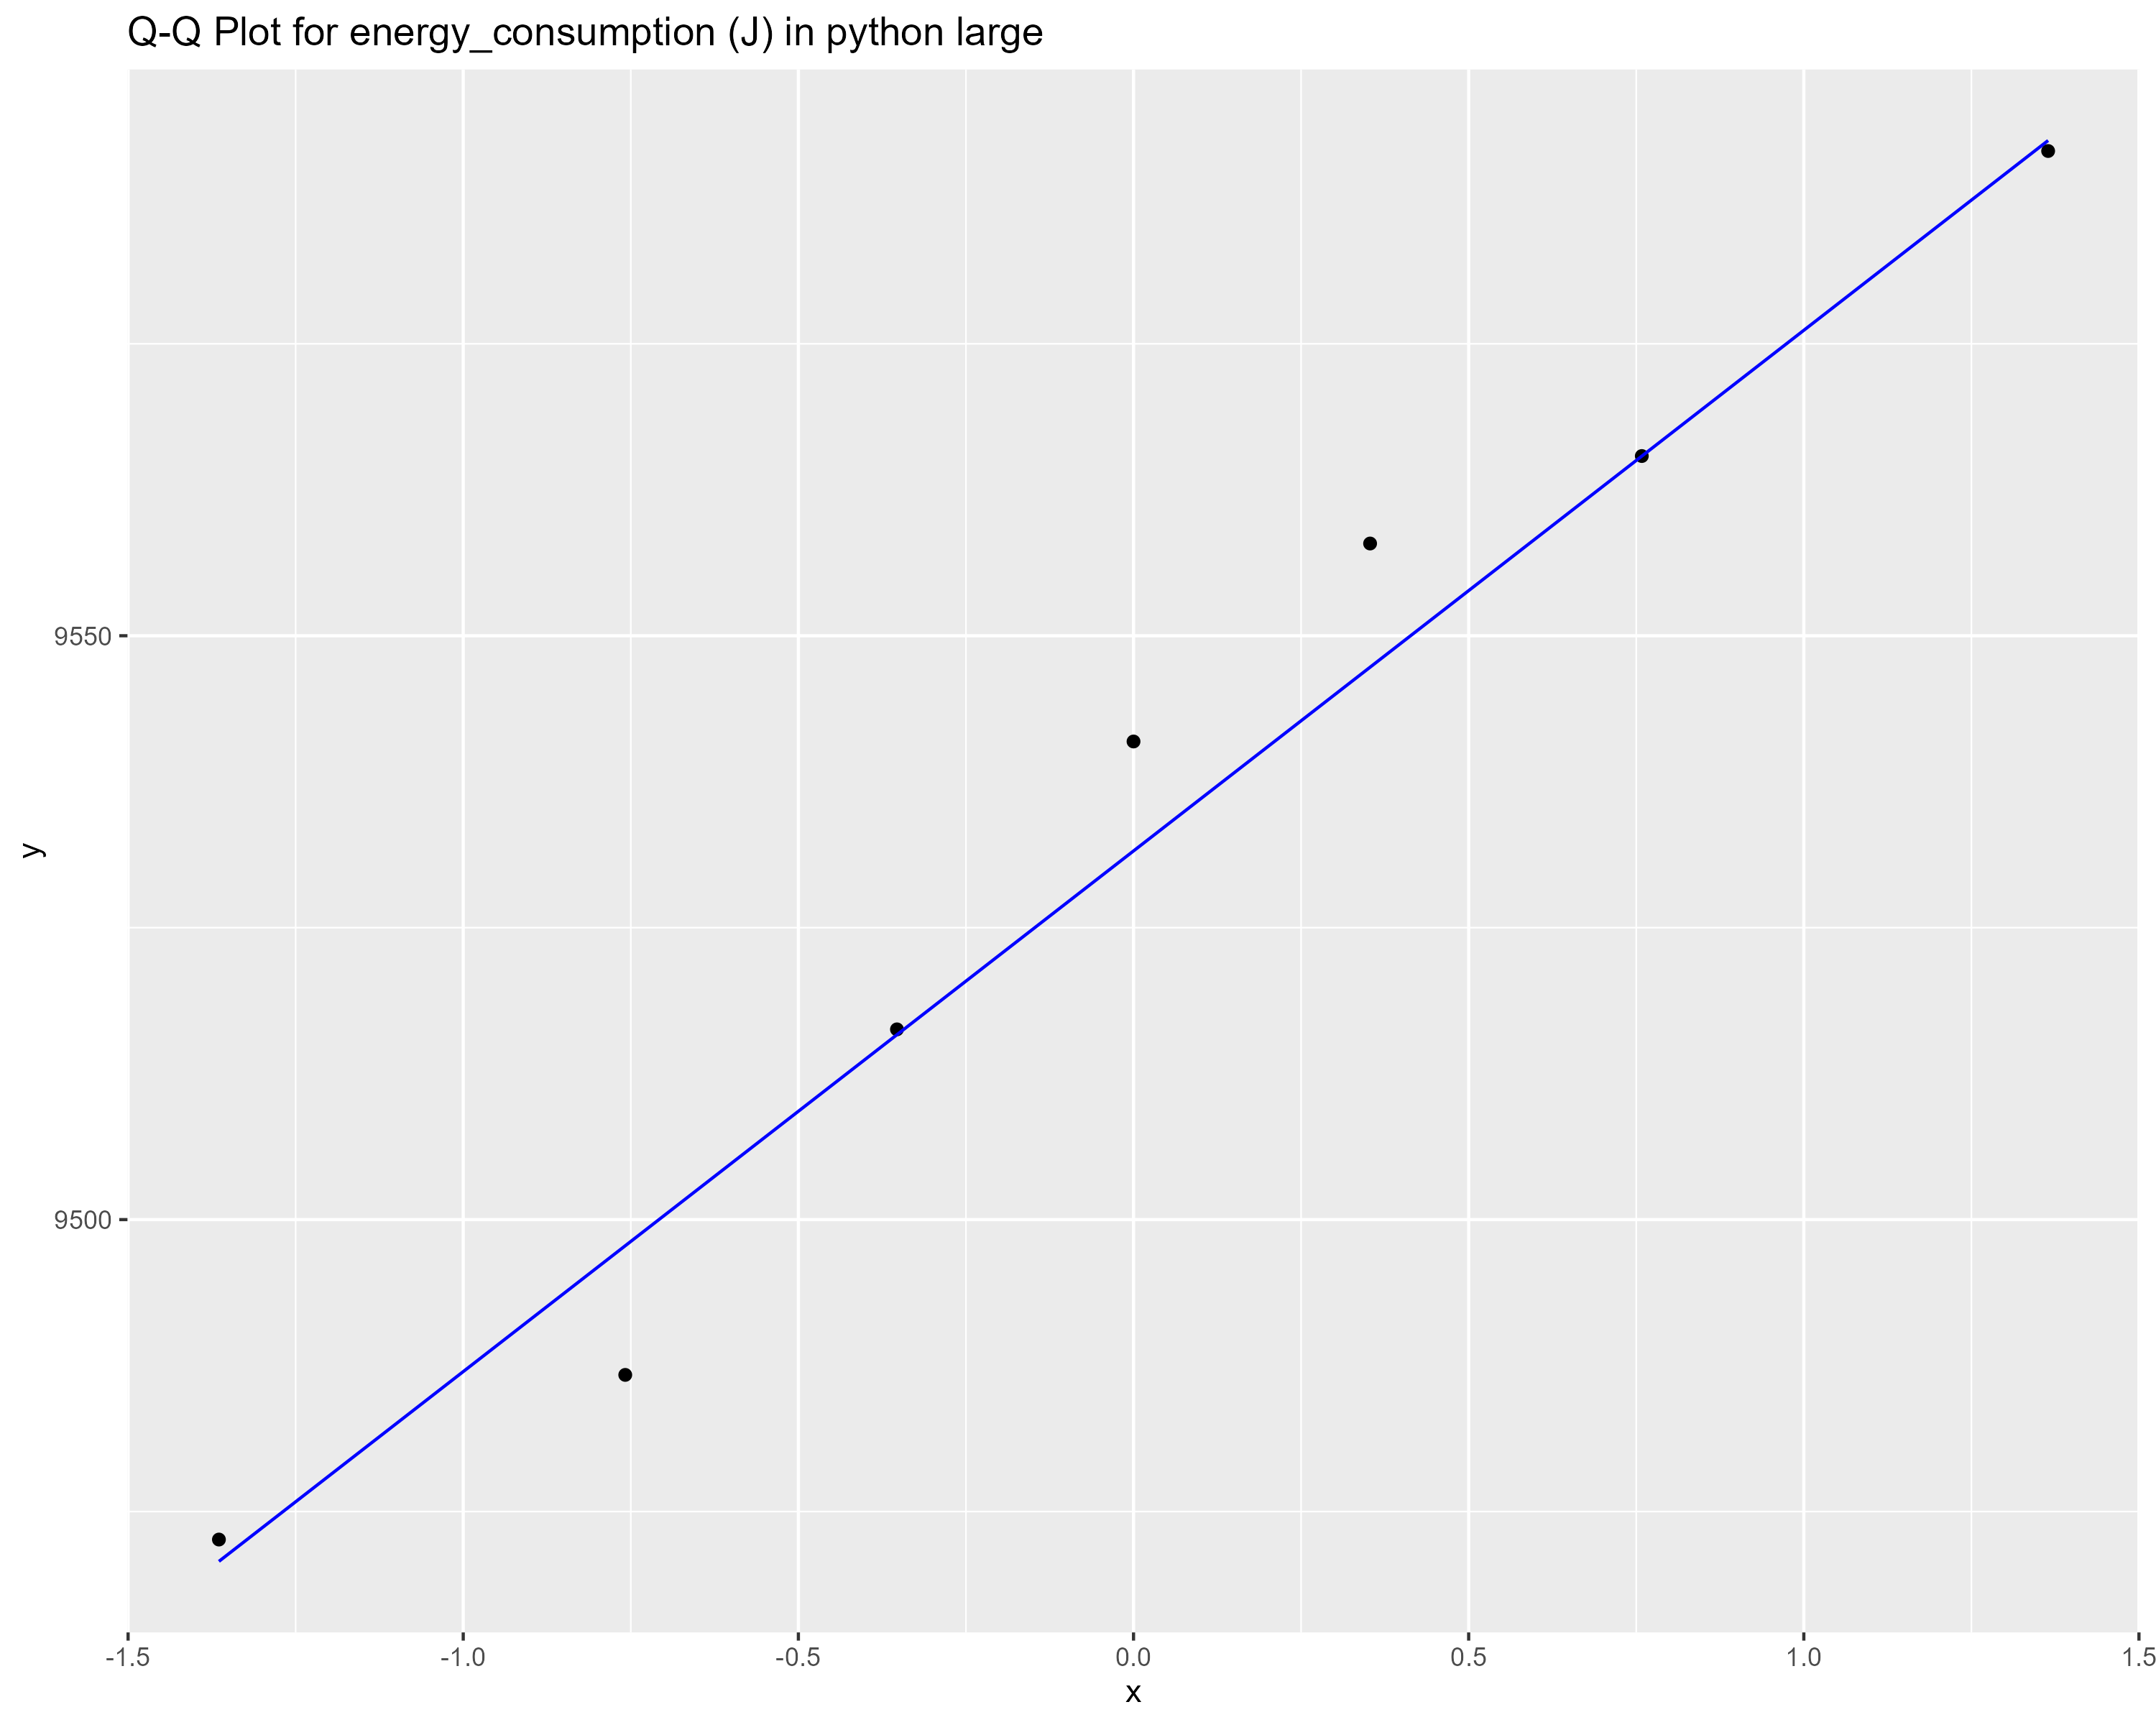 Q-Q Plot for energy_consumption (J) in python large
y
9550
9500
-1.5 -1.0 -0.5 0.0 0.5 1.0 1.5
x